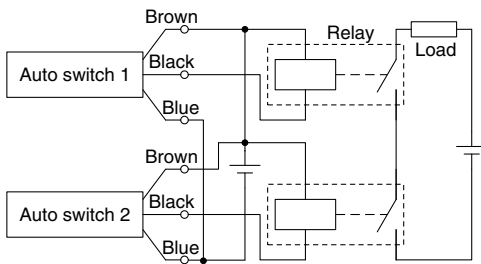 Brown
Relay
Load
Auto switch 1
Black
Blue
Brown
Auto switch 2
Black
Blue